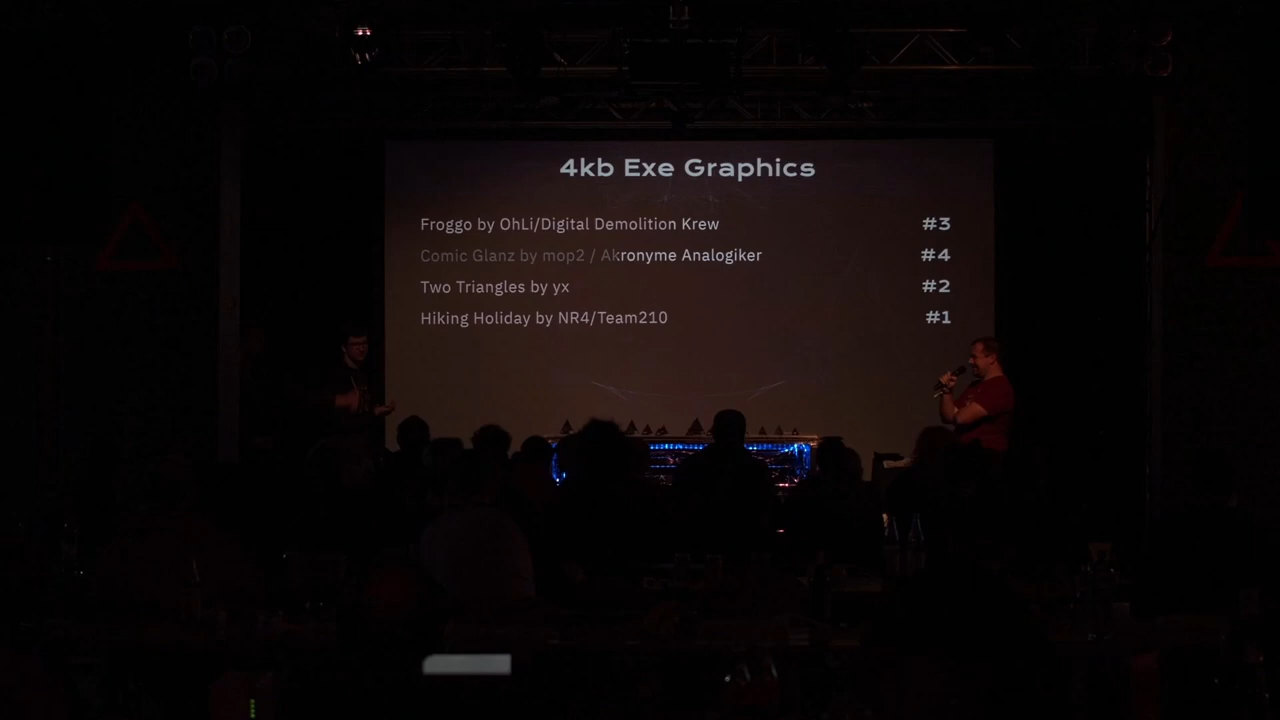 4kb Exe Graphics
Froggo by OhLi/Digital Demolition Krew #3
Comic Glanz by mop2 / Akronyme Analogiker #4
Two Triangles by yx #2
Hiking Holiday by NR4/Team210 #1